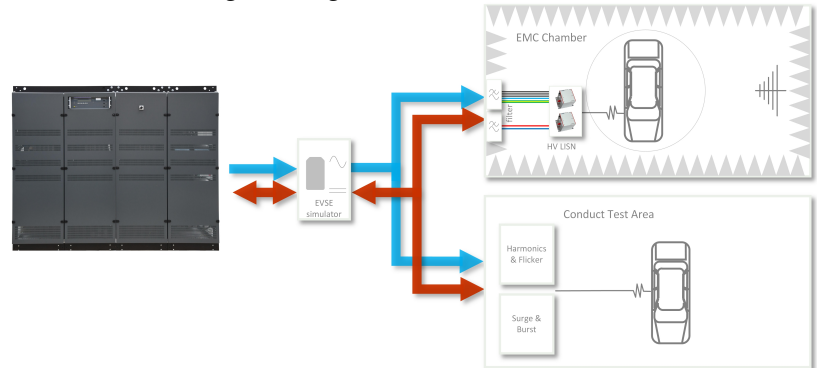 EMC Chamber
filter
HV LISN
EVSE
simulator
Conduct Test Area
Harmonics
& Flicker
Surge &
Burst